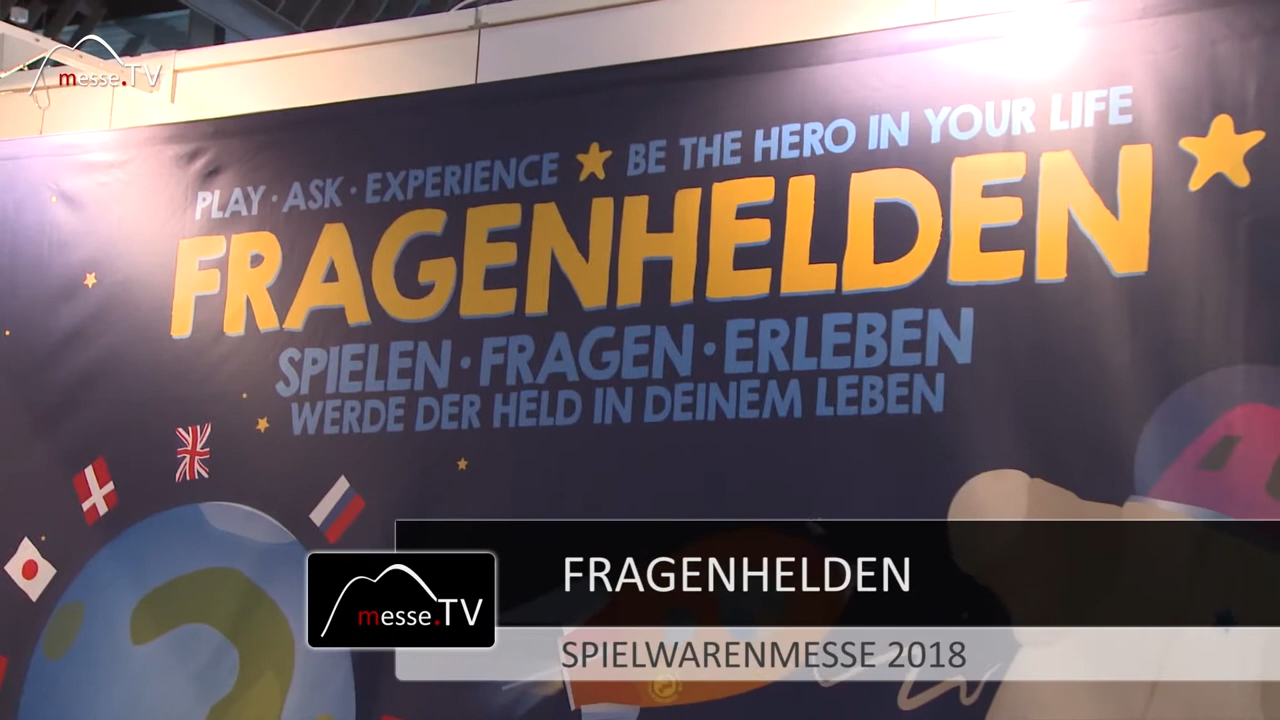 messe.TV
PLAY · ASK · EXPERIENCE ★ BE THE HERO IN YOUR LIFE
FRAGENHELDEN
SPIELEN · FRAGEN · ERLEBEN
WERDE DER HELD IN DEINEM LEBEN
FRAGENHELDEN
messe.TV
SPIELWARENMESSE 2018